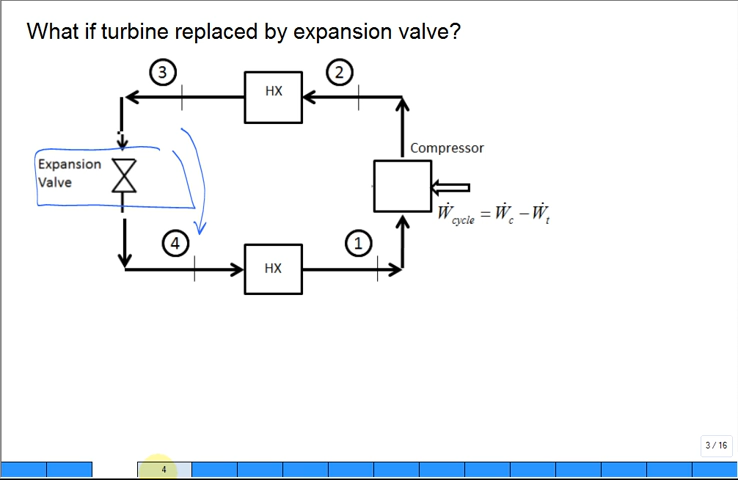 What if turbine replaced by expansion valve?
3
HX
2
Compressor
Expansion
Valve
Ẇcycle = Ẇc − Ẇt
4
HX
1
3 / 16
4